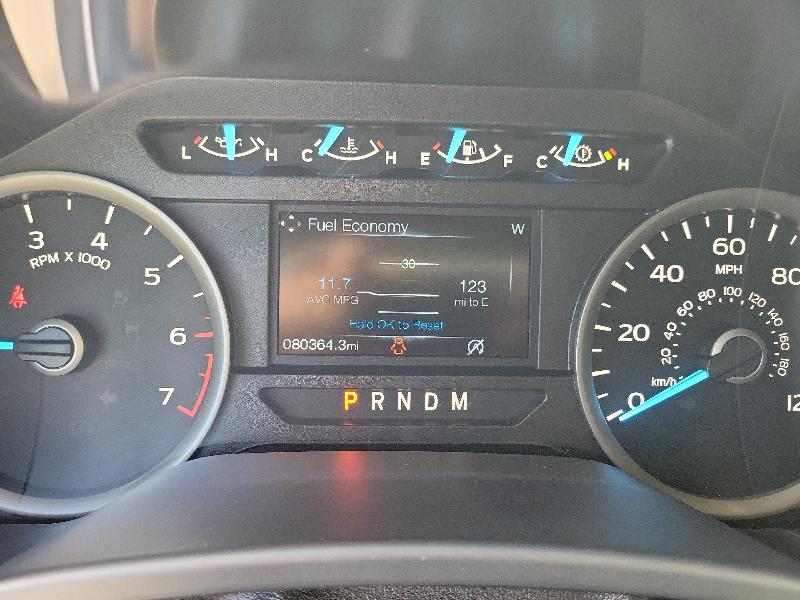 L H C H E F C H
Fuel Economy W
30
11.7 123
AVG MPG mi to E
Hold OK to Reset
080364.3mi
P R N D M
3 4 5 6 7
RPM X 1000
0 20 40 60 80 12
MPH
20 40 60 80 100 120 140 160 180
km/h